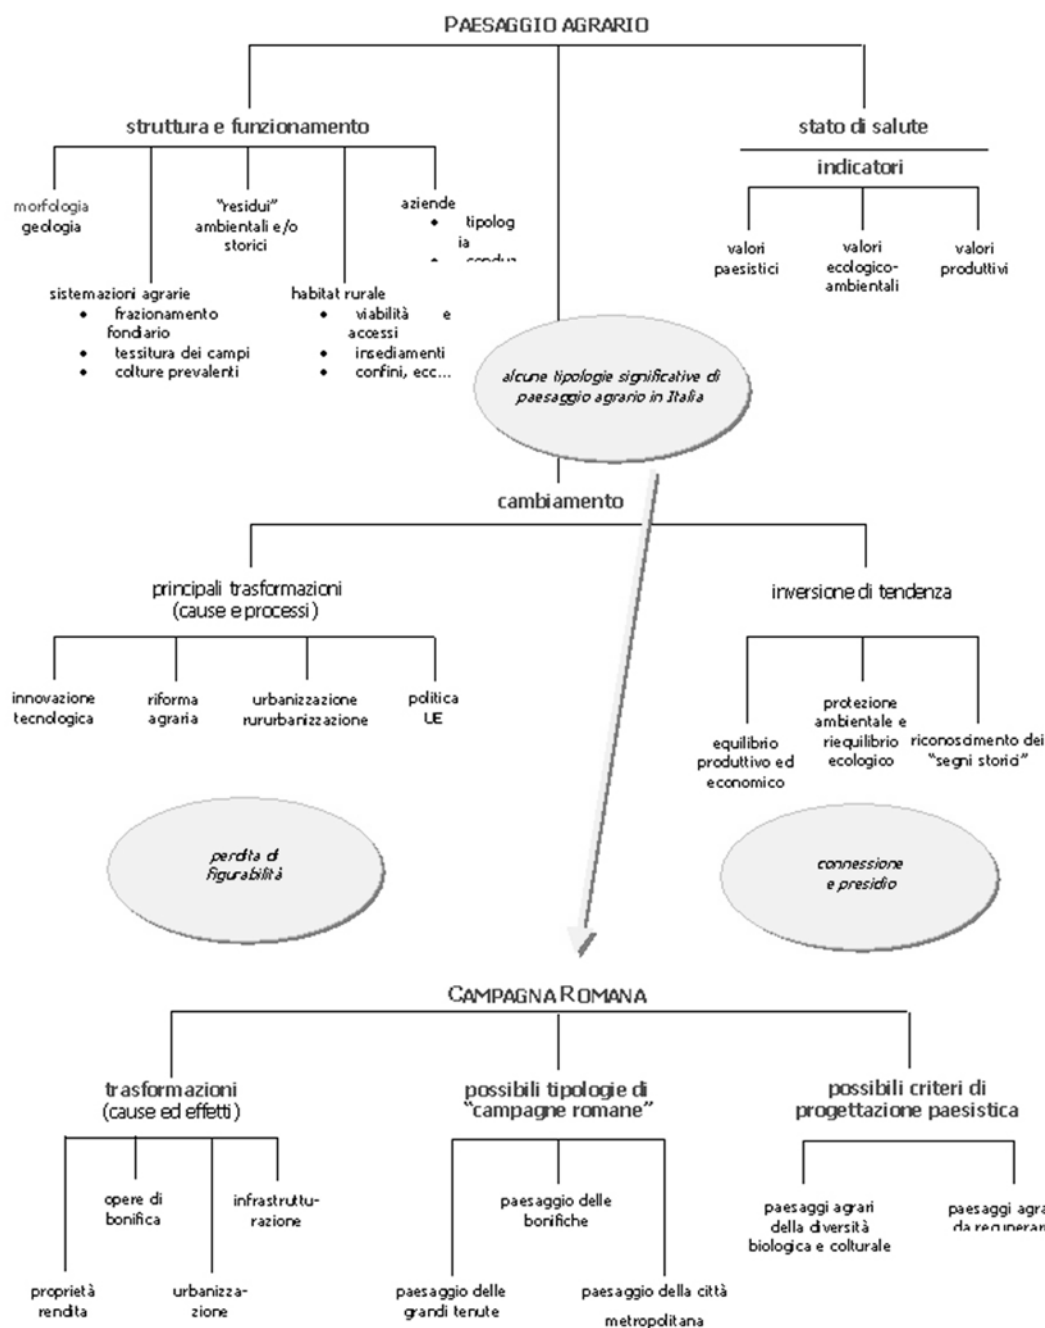 PAESAGGIO AGRARIO
struttura e funzionamento
stato di salute
indicatori
morfologia
geologia
"residui"
ambientali e/o
storici
aziende
• tipolog
ia
valori
paesistici
valori
ecologico-
ambientali
valori
produttivi
sistemazioni agrarie
• frazionamento
fondiario
• tessitura dei campi
• colture prevalenti
habitat rurale
• viabilità e
accessi
• insediamenti
• confini, ecc...
alcune tipologie significative di
paesaggio agrario in Italia
cambiamento
principali trasformazioni
(cause e processi)
inversione di tendenza
innovazione
tecnologica
riforma
agraria
urbanizzazione
rururbanizzazione
politica
UE
equilibrio
produttivo ed
economico
protezione
ambientale e
riequilibrio
ecologico
riconoscimento dei
"segni storici"
perdita di
figurabilità
connessione
e presidio
CAMPAGNA ROMANA
trasformazioni
(cause ed effetti)
possibili tipologie di
"campagne romane"
possibili criteri di
progettazione paesistica
proprietà
rendita
opere di
bonifica
urbanizza-
zione
infrastruttu-
razione
paesaggio delle
grandi tenute
paesaggio delle
bonifiche
paesaggio della città
metropolitana
paesaggi agrari
della diversità
biologica e colturale
paesaggi agra
da recuperar